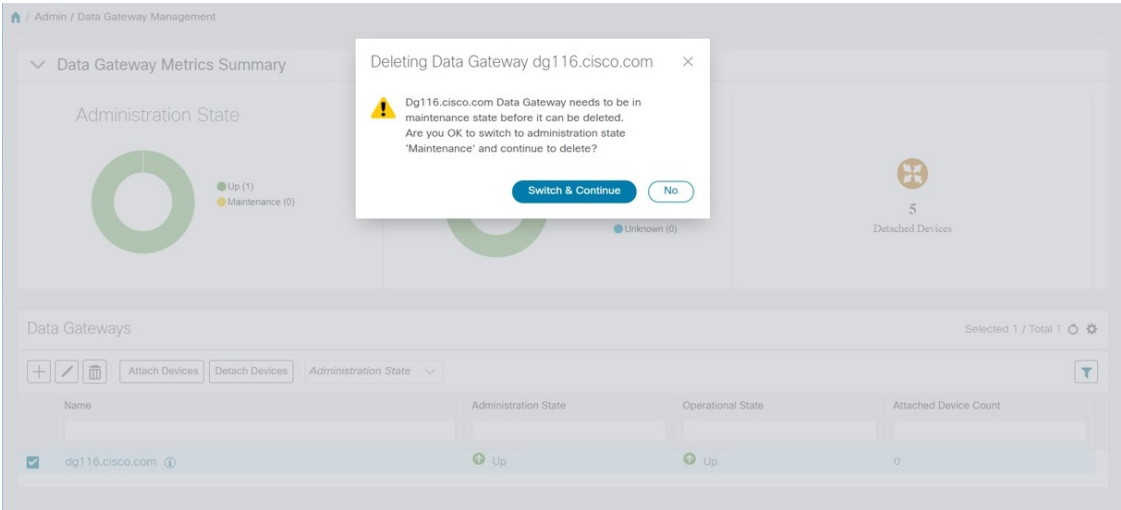 / Admin / Data Gateway Management
Data Gateway Metrics Summary
Deleting Data Gateway dg116.cisco.com
Dg116.cisco.com Data Gateway needs to be in
maintenance state before it can be deleted.
Are you OK to switch to administration state
'Maintenance' and continue to delete?
Switch & Continue
No
Administration State
Up (1)
Maintenance (0)
Unknown (0)
5
Detached Devices
Data Gateways
Selected 1 / Total 1
Attach Devices
Detach Devices
Administration State
Name
Administration State
Operational State
Attached Device Count
dg116.cisco.com
Up
Up
0